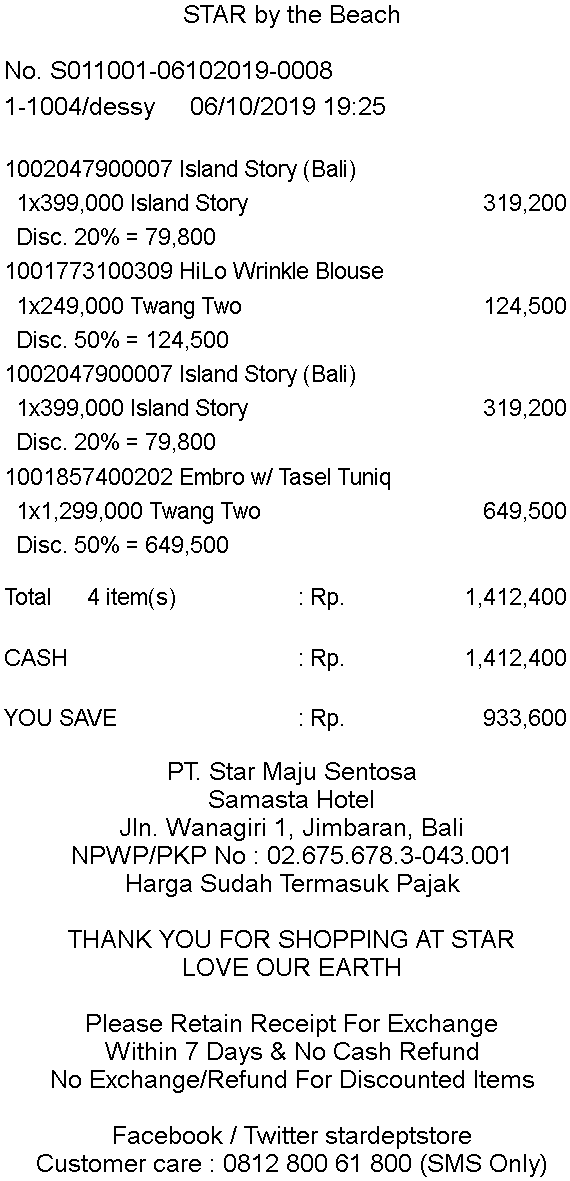 STAR by the Beach
No. S011001-06102019-0008
1-1004/dessy 06/10/2019 19:25
1002047900007 Island Story (Bali)
1x399,000 Island Story 319,200
Disc. 20% = 79,800
1001773100309 HiLo Wrinkle Blouse
1x249,000 Twang Two 124,500
Disc. 50% = 124,500
1002047900007 Island Story (Bali)
1x399,000 Island Story 319,200
Disc. 20% = 79,800
1001857400202 Embro w/ Tasel Tuniq
1x1,299,000 Twang Two 649,500
Disc. 50% = 649,500
Total 4 item(s) : Rp. 1,412,400
CASH : Rp. 1,412,400
YOU SAVE : Rp. 933,600
PT. Star Maju Sentosa
Samasta Hotel
Jln. Wanagiri 1, Jimbaran, Bali
NPWP/PKP No : 02.675.678.3-043.001
Harga Sudah Termasuk Pajak
THANK YOU FOR SHOPPING AT STAR
LOVE OUR EARTH
Please Retain Receipt For Exchange
Within 7 Days & No Cash Refund
No Exchange/Refund For Discounted Items
Facebook / Twitter stardeptstore
Customer care : 0812 800 61 800 (SMS Only)